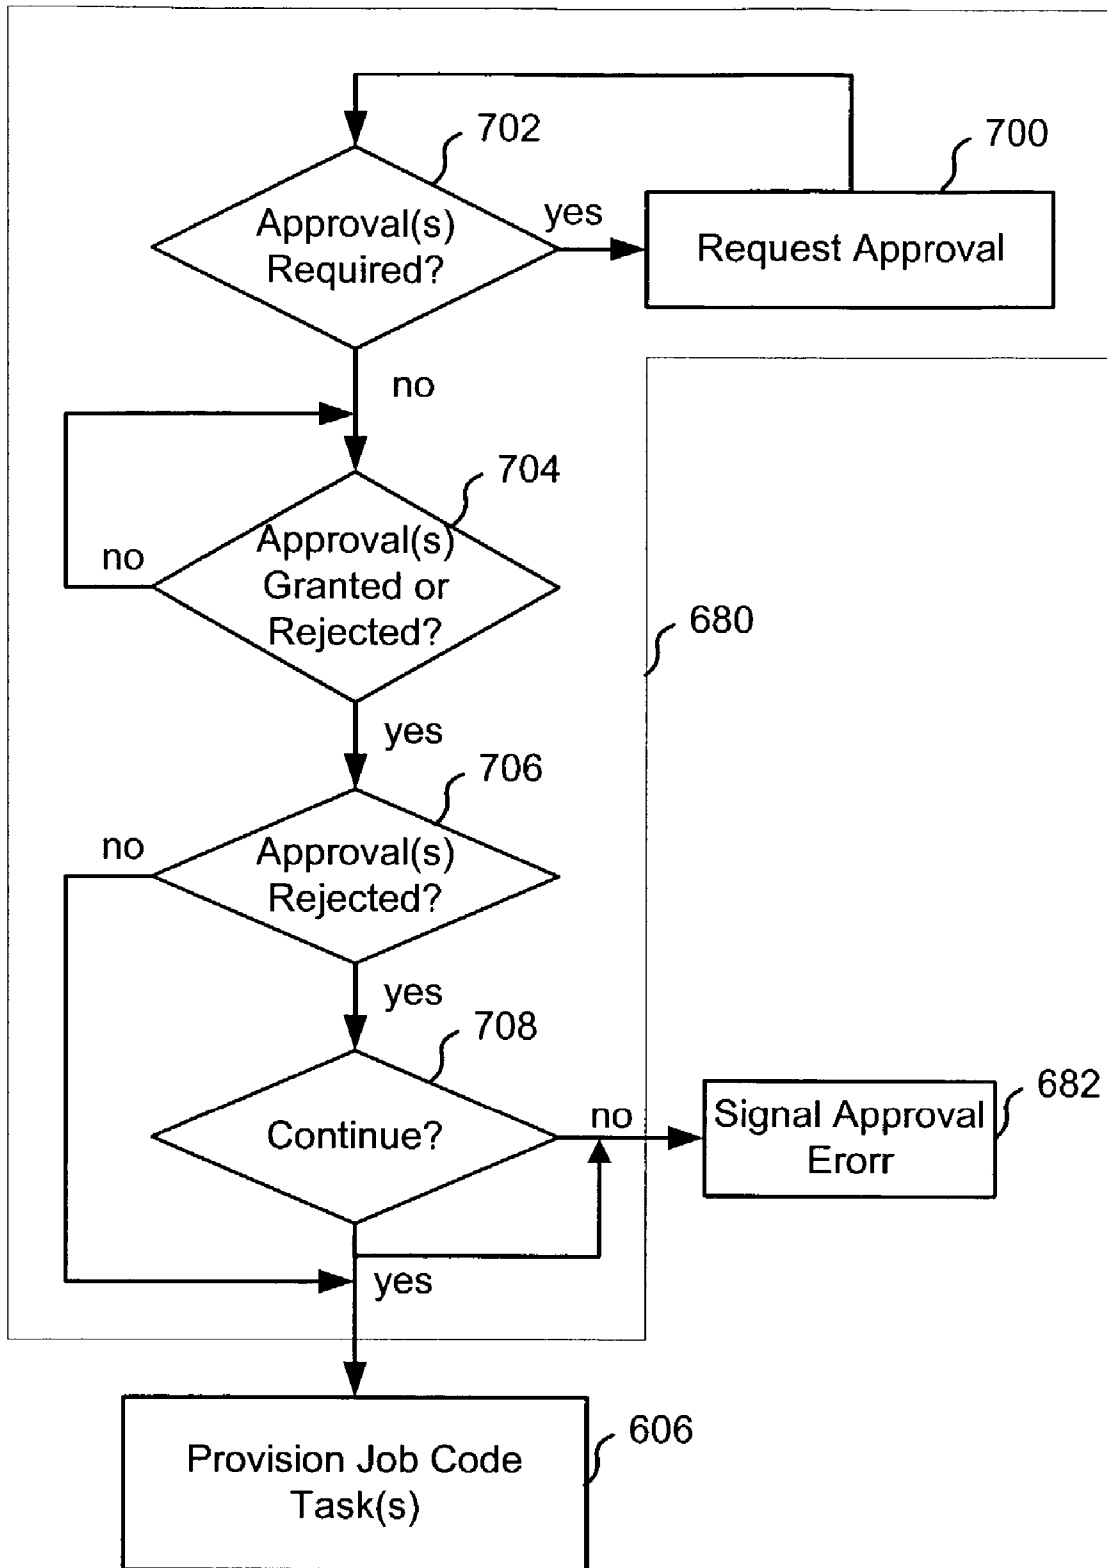 702
700
Approval(s)
Required?
yes
Request Approval
no
704
Approval(s)
Granted or
Rejected?
no
680
yes
706
no
Approval(s)
Rejected?
yes
708
Continue?
no
Signal Approval
Erorr
682
yes
606
Provision Job Code
Task(s)